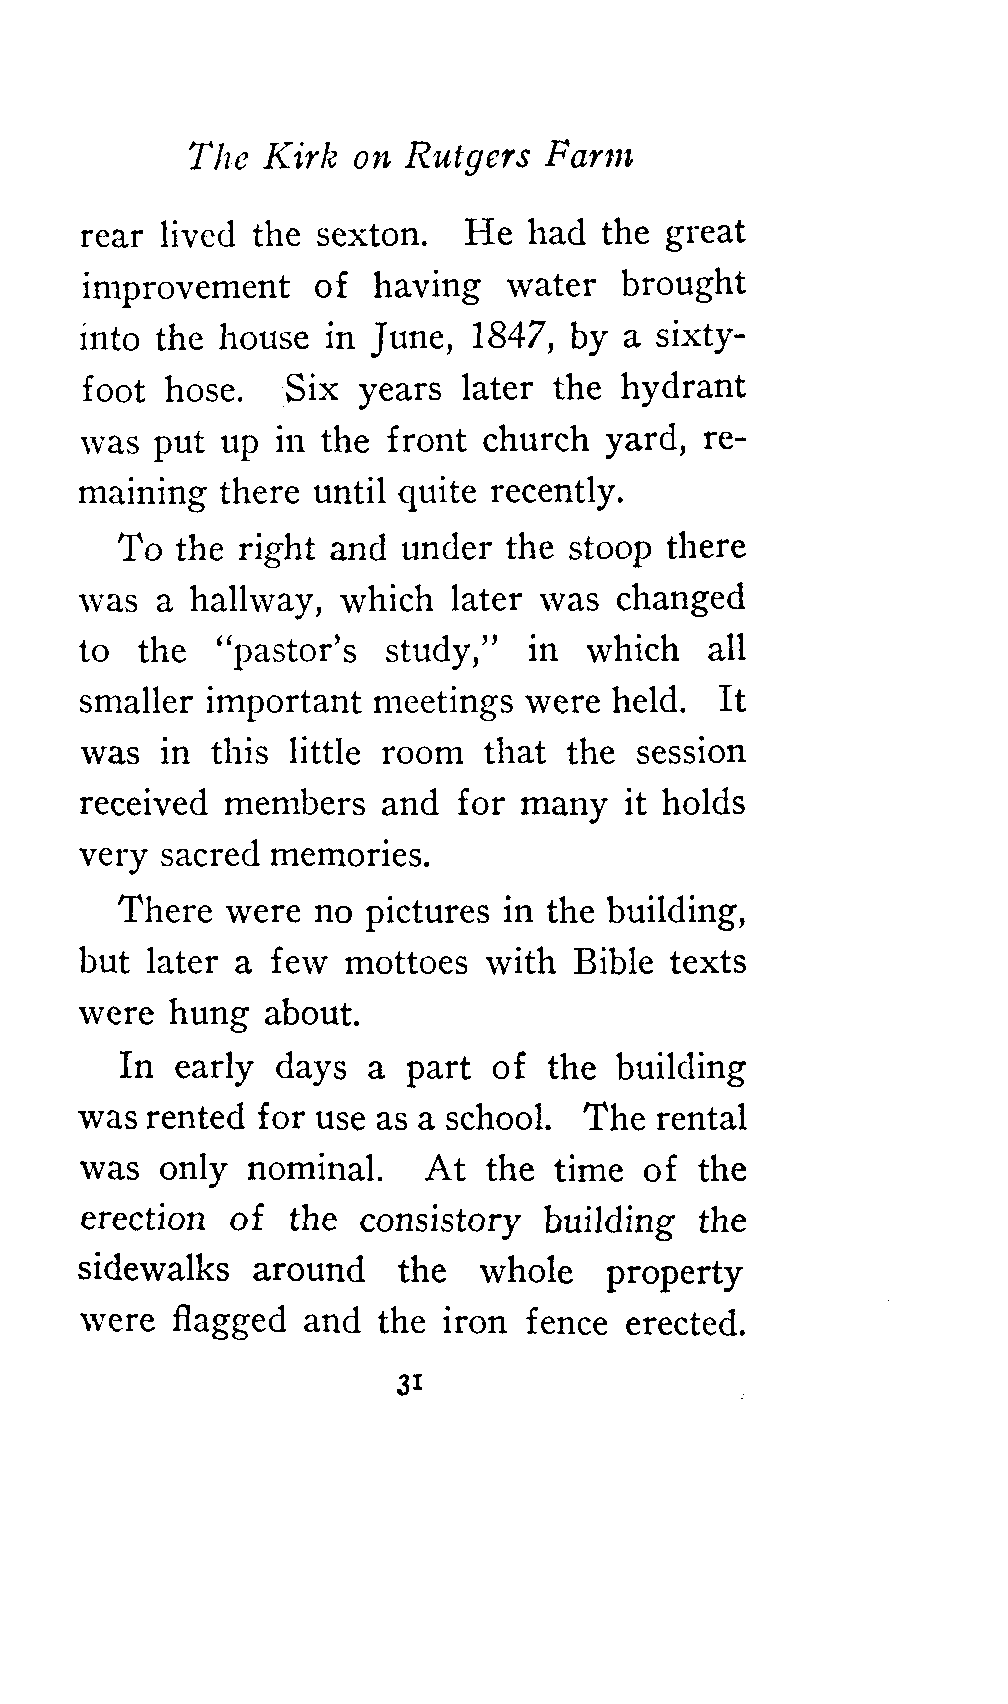 The Kirk on Rutgers Farm
rear lived the sexton. He had the great
improvement of having water brought
into the house in June, 1847, by a sixty-
foot hose. Six years later the hydrant
was put up in the front church yard, re-
maining there until quite recently.
To the right and under the stoop there
was a hallway, which later was changed
to the "pastor's study," in which all
smaller important meetings were held. It
was in this little room that the session
received members and for many it holds
very sacred memories.
There were no pictures in the building,
but later a few mottoes with Bible texts
were hung about.
In early days a part of the building
was rented for use as a school. The rental
was only nominal. At the time of the
erection of the consistory building the
sidewalks around the whole property
were flagged and the iron fence erected.
31